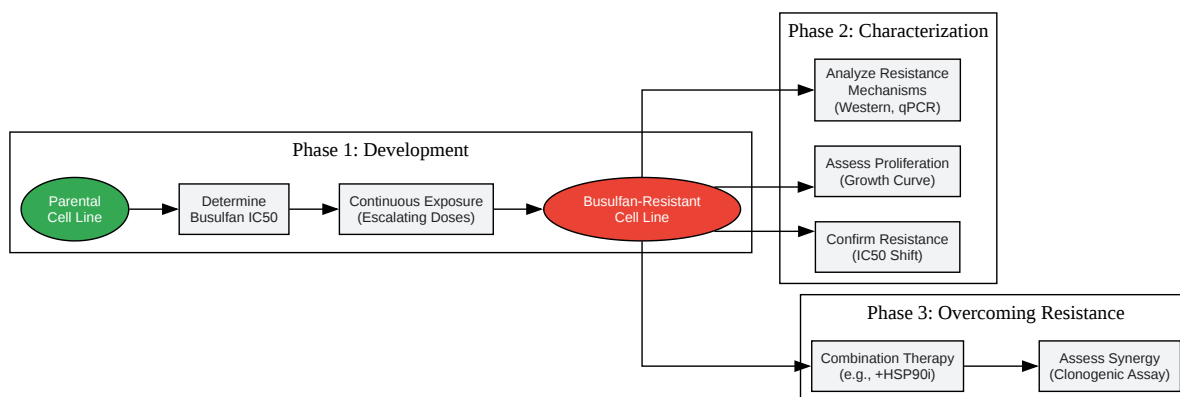 Phase 1: Development
Parental
Cell Line
Determine
Busulfan IC50
Continuous Exposure
(Escalating Doses)
Busulfan-Resistant
Cell Line
Phase 2: Characterization
Analyze Resistance
Mechanisms
(Western, qPCR)
Assess Proliferation
(Growth Curve)
Confirm Resistance
(IC50 Shift)
Phase 3: Overcoming Resistance
Combination Therapy
(e.g., +HSP90i)
Assess Synergy
(Clonogenic Assay)